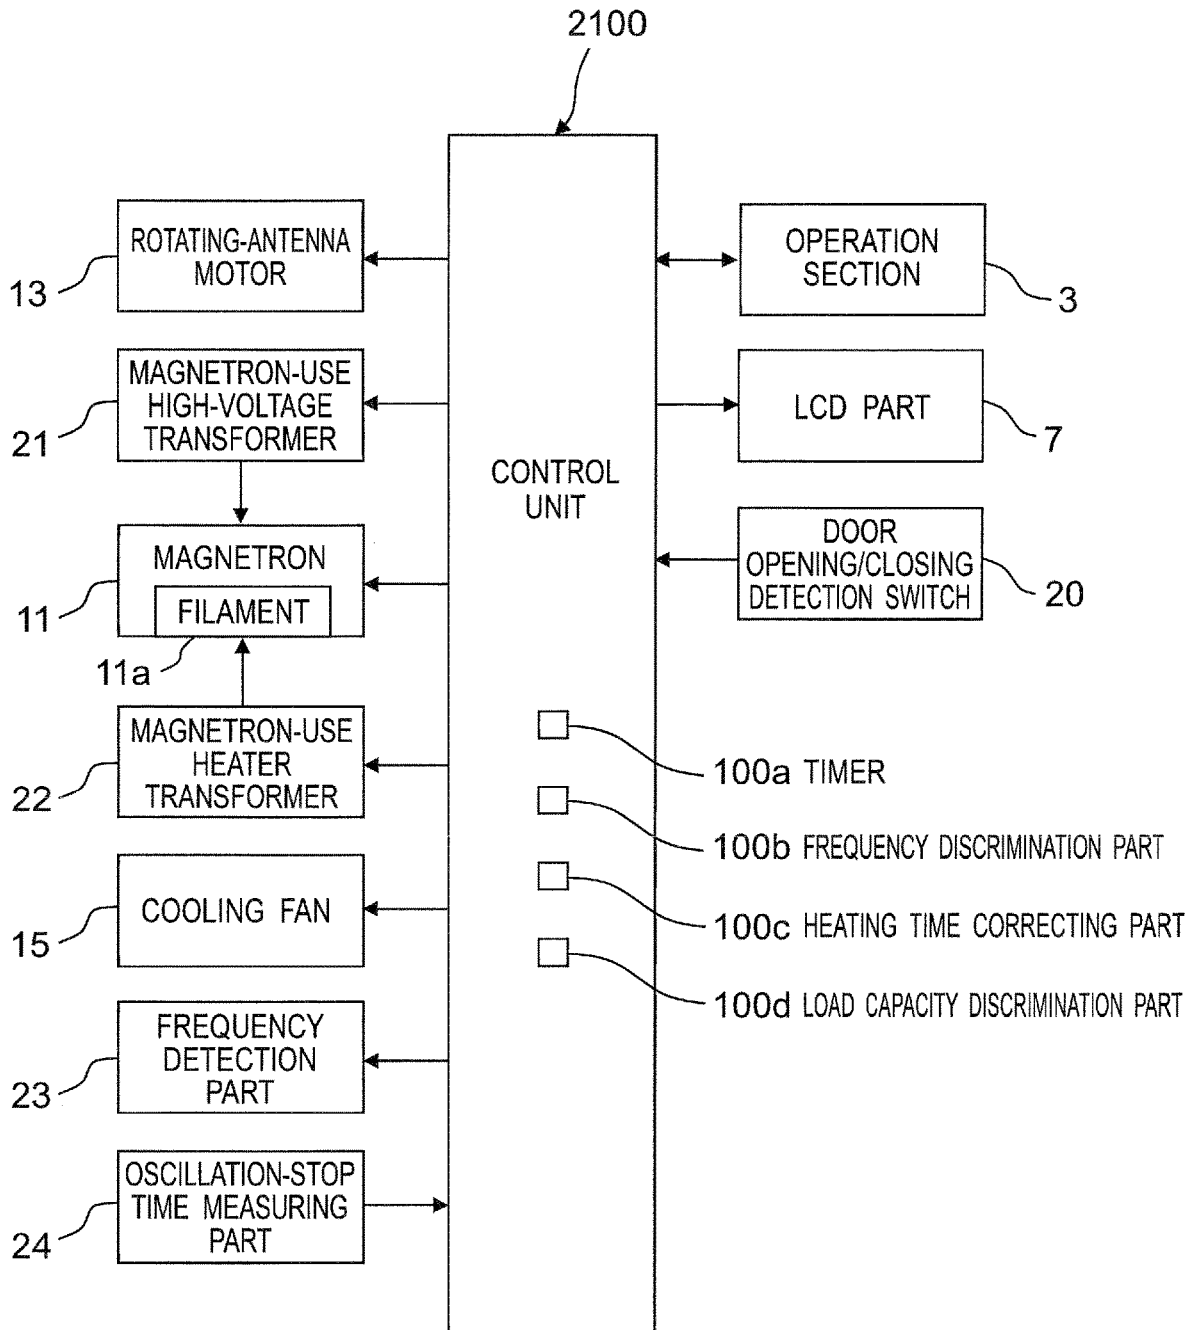 2100
ROTATING-ANTENNA
MOTOR
13
MAGNETRON-USE
HIGH-VOLTAGE
TRANSFORMER
21
MAGNETRON
FILAMENT
11
11a
MAGNETRON-USE
HEATER
TRANSFORMER
22
COOLING FAN
15
FREQUENCY
DETECTION
PART
23
OSCILLATION-STOP
TIME MEASURING
PART
24
CONTROL
UNIT
OPERATION
SECTION
3
LCD PART
7
DOOR
OPENING/CLOSING
DETECTION SWITCH
20
100a TIMER
100b FREQUENCY DISCRIMINATION PART
100c HEATING TIME CORRECTING PART
100d LOAD CAPACITY DISCRIMINATION PART